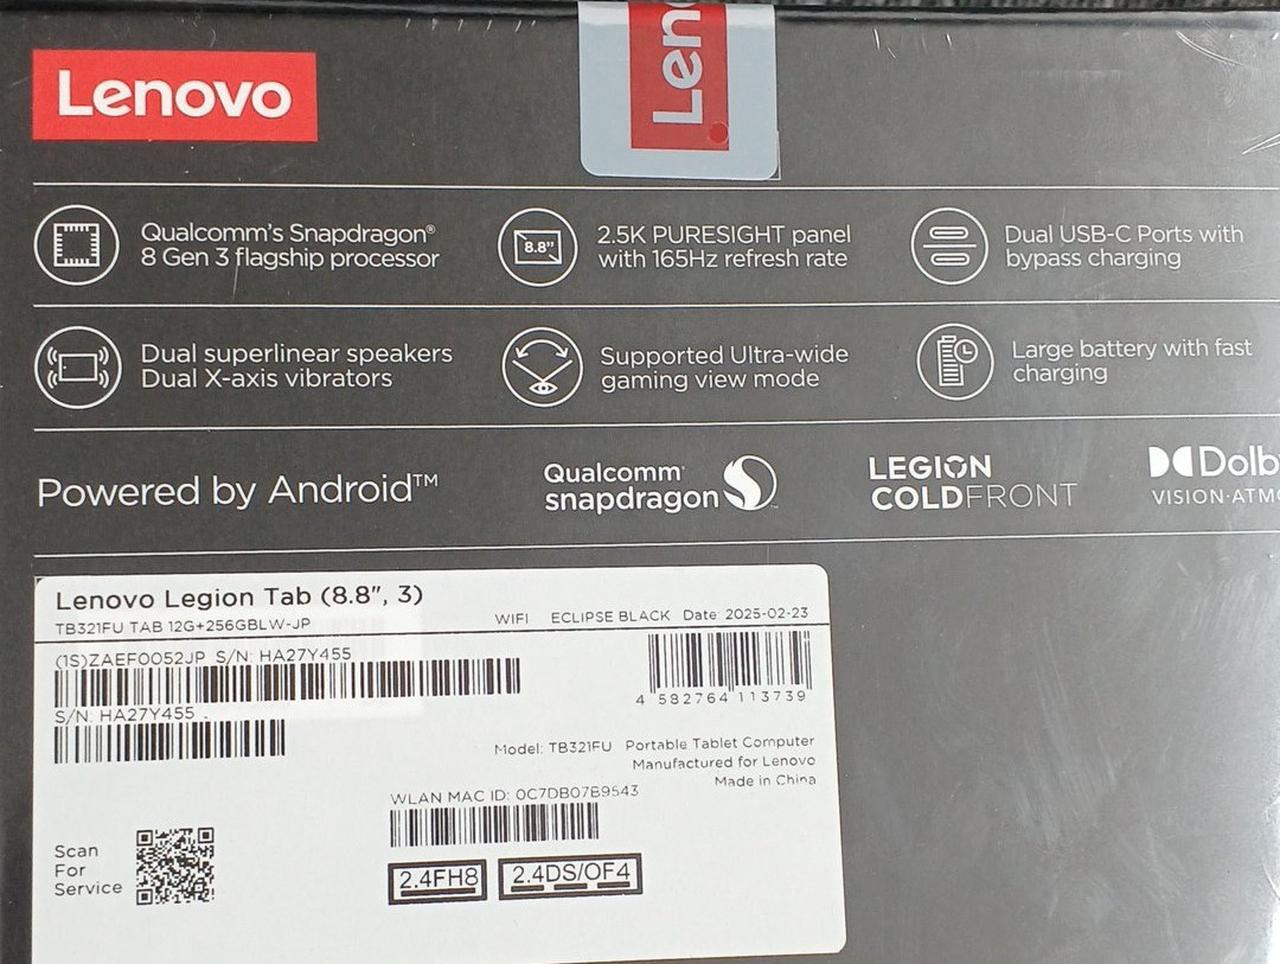 Lenovo
Len
Qualcomm's Snapdragon®
8 Gen 3 flagship processor
8.8"
2.5K PURESIGHT panel
with 165Hz refresh rate
Dual USB-C Ports with
bypass charging
Dual superlinear speakers
Dual X-axis vibrators
Supported Ultra-wide
gaming view mode
Large battery with fast
charging
Powered by Android™
Qualcomm
snapdragon™
LEGION
COLDFRONT
Dolb
VISION·ATMO
Lenovo Legion Tab (8.8", 3)
TB321FU TAB 12G+256GBLW-JP
WIFI ECLIPSE BLACK Date: 2025-02-23
(1S)ZAEF0052JP S/N: HA27Y455
4 582764 113739
S/N: HA27Y455
Model: TB321FU Portable Tablet Computer
Manufactured for Lenovo
Made in China
WLAN MAC ID: 0C7DB07B9543
Scan
For
Service
2.4FH8
2.4DS/OF4